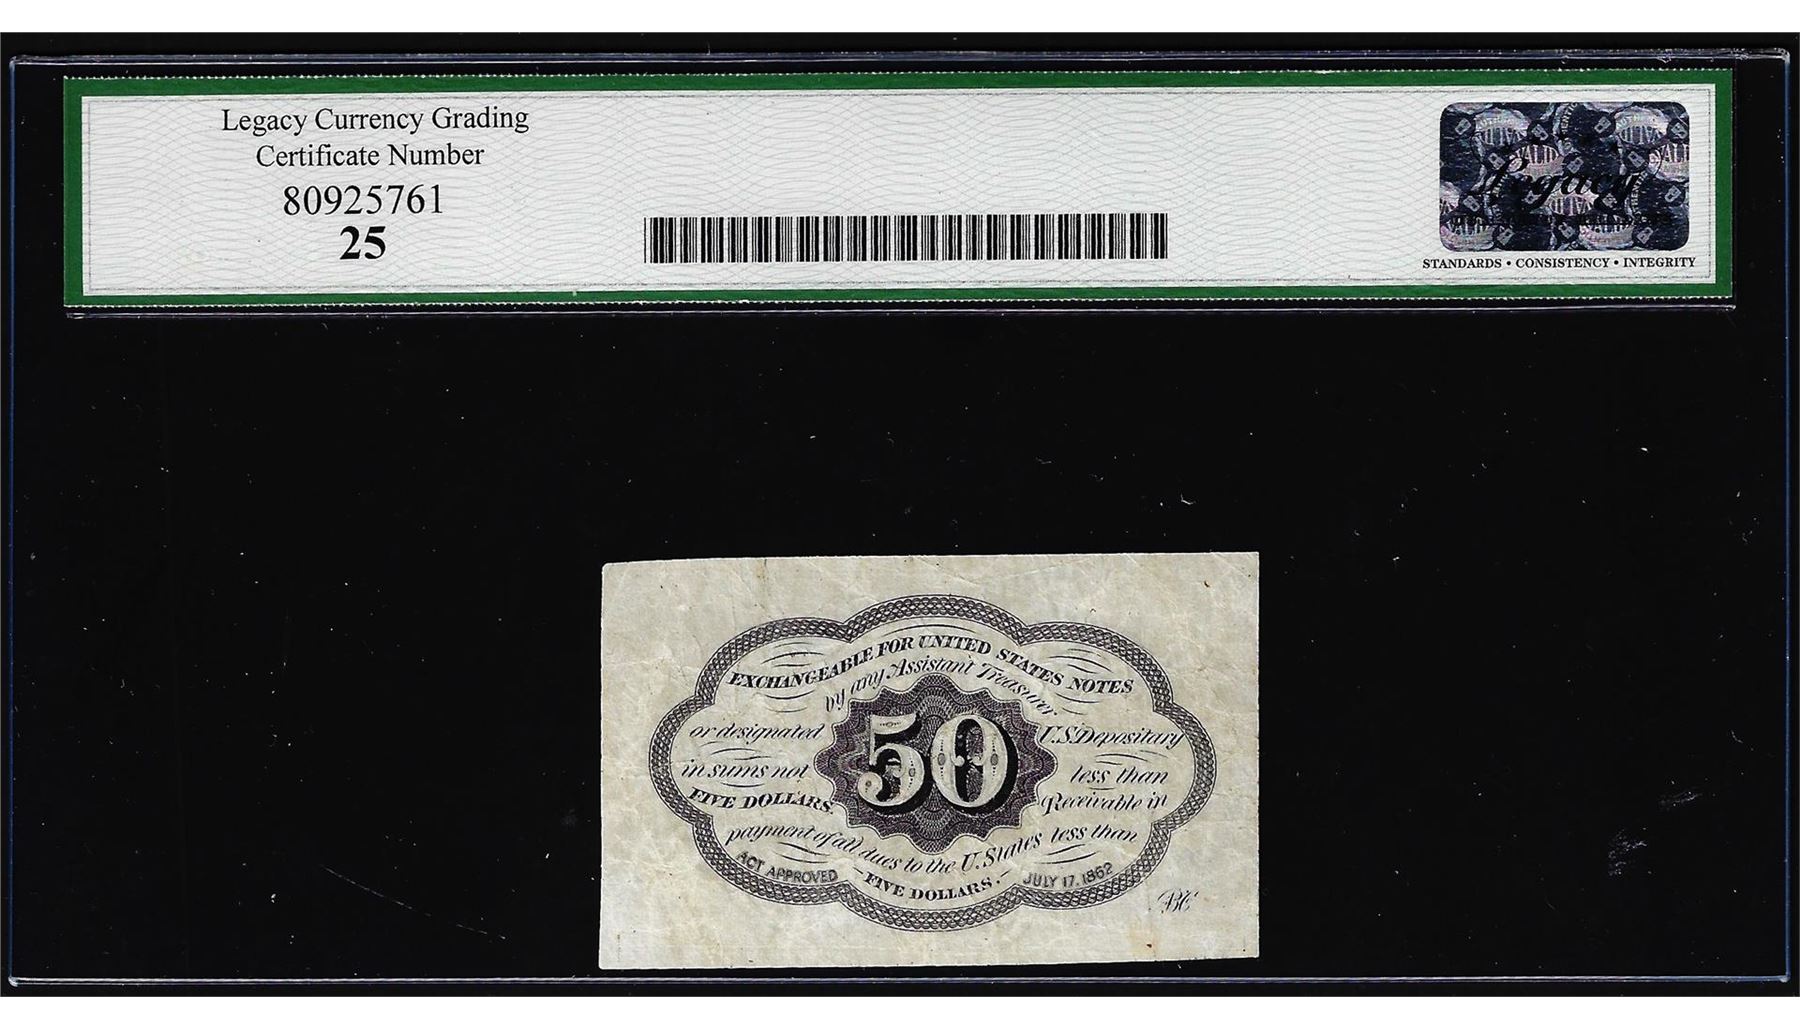 Legacy Currency Grading
Certificate Number
80925761
25
Legacy
STANDARDS • CONSISTENCY • INTEGRITY
EXCHANGEABLE FOR UNITED STATES NOTES
by any Assistant Treasurer
or designated U.S. Depositary
in sums not less than
FIVE DOLLARS. Receivable in
payment of all dues to the U. States less than
FIVE DOLLARS.
ACT APPROVED JULY 17. 1862
50